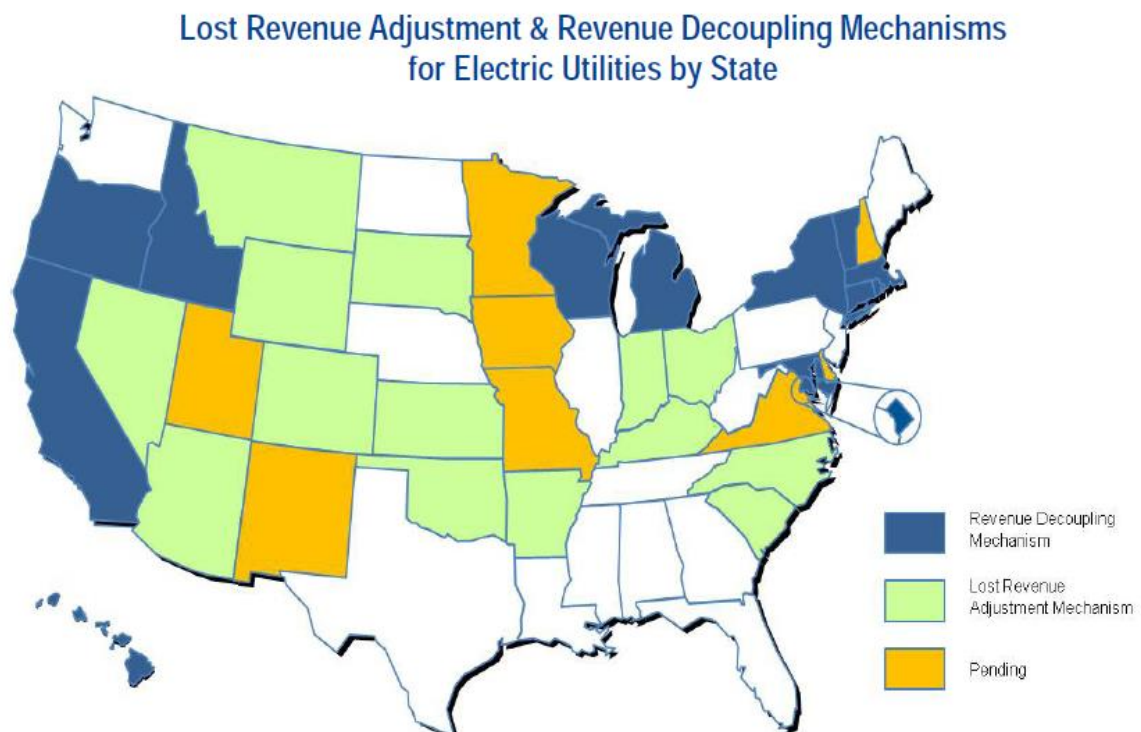 Lost Revenue Adjustment & Revenue Decoupling Mechanisms
for Electric Utilities by State
Revenue Decoupling
Mechanism
Lost Revenue
Adjustment Mechanism
Pending